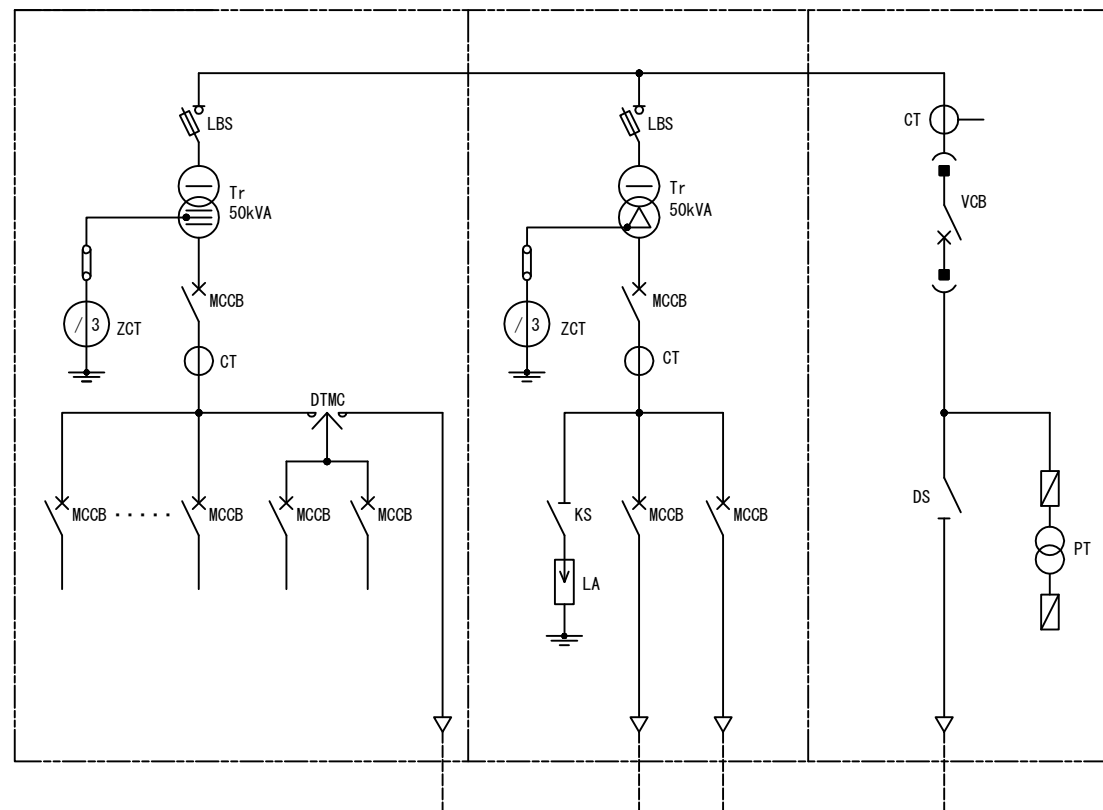 CT
LBS
LBS
Tr
50kVA
Tr
50kVA
VCB
MCCB
MCCB
/3
ZCT
/3
ZCT
CT
CT
DTMC
DS
MCCB
MCCB
MCCB
MCCB
KS
MCCB
MCCB
PT
LA